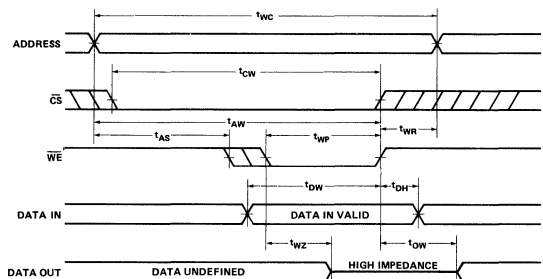 tWC
ADDRESS
tCW
CS
tAW
tAS
tWP
tWR
WE
tDW
tDH
DATA IN
DATA IN VALID
tWZ
tOW
DATA OUT
DATA UNDEFINED
HIGH IMPEDANCE